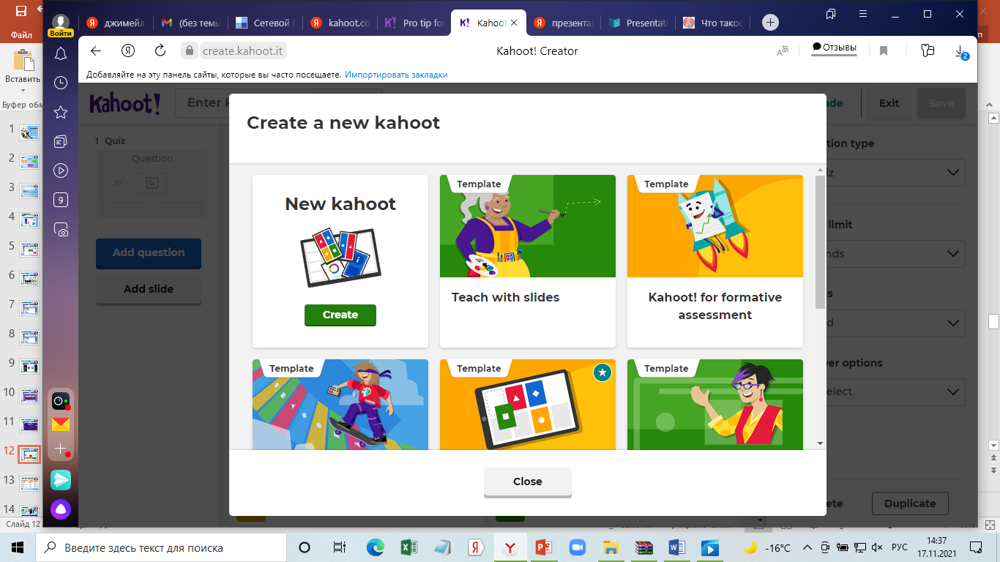 Файл
Вставить
Буфер обм
1
2
3
4
5
6
7
8
9
10
11
12
13
14
Слайд 12
Войти
9
джимейл
(без темы
Сетевой Г
kahoot.co
Pro tip for
Kahoot
презента
Presentati
Что такое
create.kahoot.it
Kahoot! Creator
Отзывы
2
Добавляйте на эту панель сайты, которые вы часто посещаете. Импортировать закладки
Kahoot!
Enter k
Exit
Save
1 Quiz
Question
20
Add question
Add slide
Create a new kahoot
New kahoot
Create
Template
Teach with slides
Template
Kahoot! for formative
assessment
Template
Template
Template
Close
tion type
iz
limit
nds
ts
d
wer options
elect
ete
Duplicate
Введите здесь текст для поиска
-16°C
РУС
14:37
17.11.2021